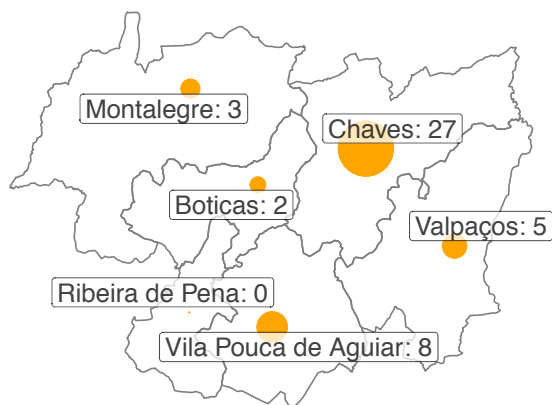 Montalegre: 3
Chaves: 27
Boticas: 2
Valpaços: 5
Ribeira de Pena: 0
Vila Pouca de Aguiar: 8